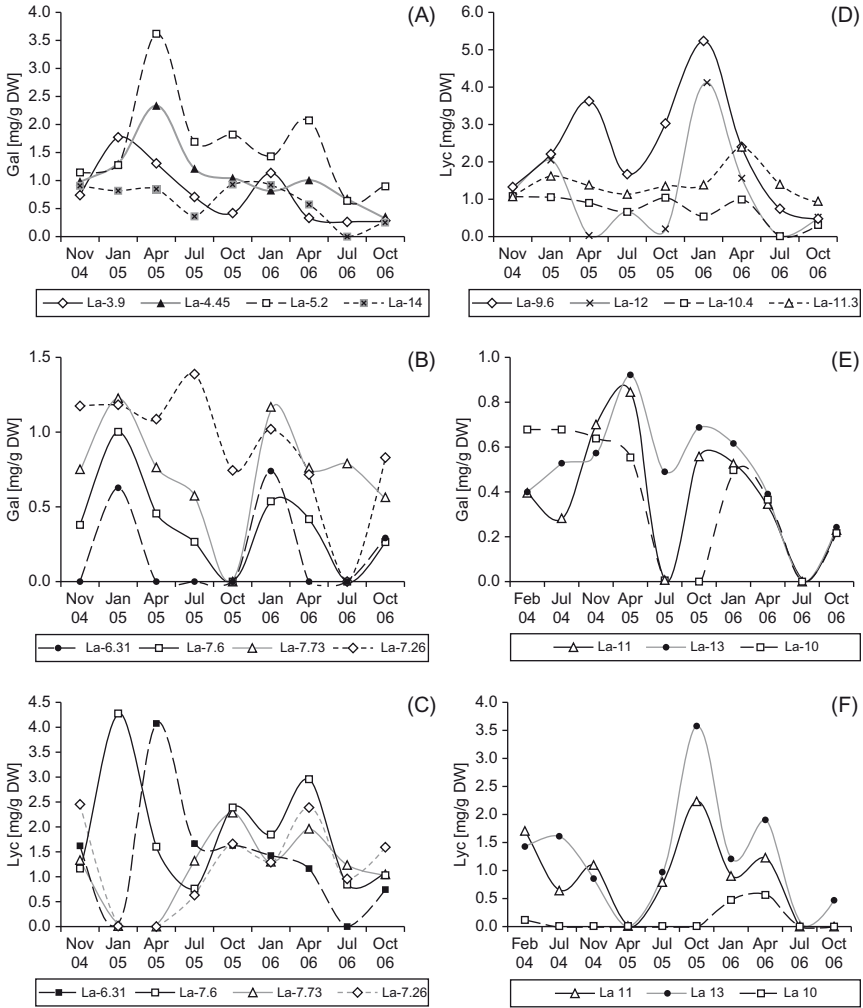 (A)
Gal [mg/g DW]
4.0
3.5
3.0
2.5
2.0
1.5
1.0
0.5
0.0
Nov Jan Apr Jul Oct Jan Apr Jul Oct
04 05 05 05 05 06 06 06 06
La-3.9 La-4.45 La-5.2 La-14
(D)
Lyc [mg/g DW]
9.6
6.0
5.0
4.0
3.0
2.0
1.0
0.0
Nov Jan Apr Jul Oct Jan Apr Jul Oct
04 05 05 05 05 06 06 06 06
La-9.6 La-12 La-10.4 La-11.3
(B)
Gal [mg/g DW]
1.5
1.0
0.5
0.0
Nov Jan Apr Jul Oct Jan Apr Jul Oct
04 05 05 05 05 06 06 06 06
La-6.31 La-7.6 La-7.73 La-7.26
(E)
Gal [mg/g DW]
1.0
0.8
0.6
0.4
0.2
0.0
Feb Jul Nov Apr Jul Oct Jan Apr Jul Oct
04 04 04 05 05 05 06 06 06 06
La-11 La-13 La-10
(C)
Lyc [mg/g DW]
4.5
4.0
3.5
3.0
2.5
2.0
1.5
1.0
0.5
0.0
Nov Jan Apr Jul Oct Jan Apr Jul Oct
04 05 05 05 05 06 06 06 06
La-6.31 La-7.6 La-7.73 La-7.26
(F)
Lyc [mg/g DW]
4.0
3.5
3.0
2.5
2.0
1.5
1.0
0.5
0.0
Feb Jul Nov Apr Jul Oct Jan Apr Jul Oct
04 04 04 05 05 05 06 06 06 06
La 11 La 13 La 10